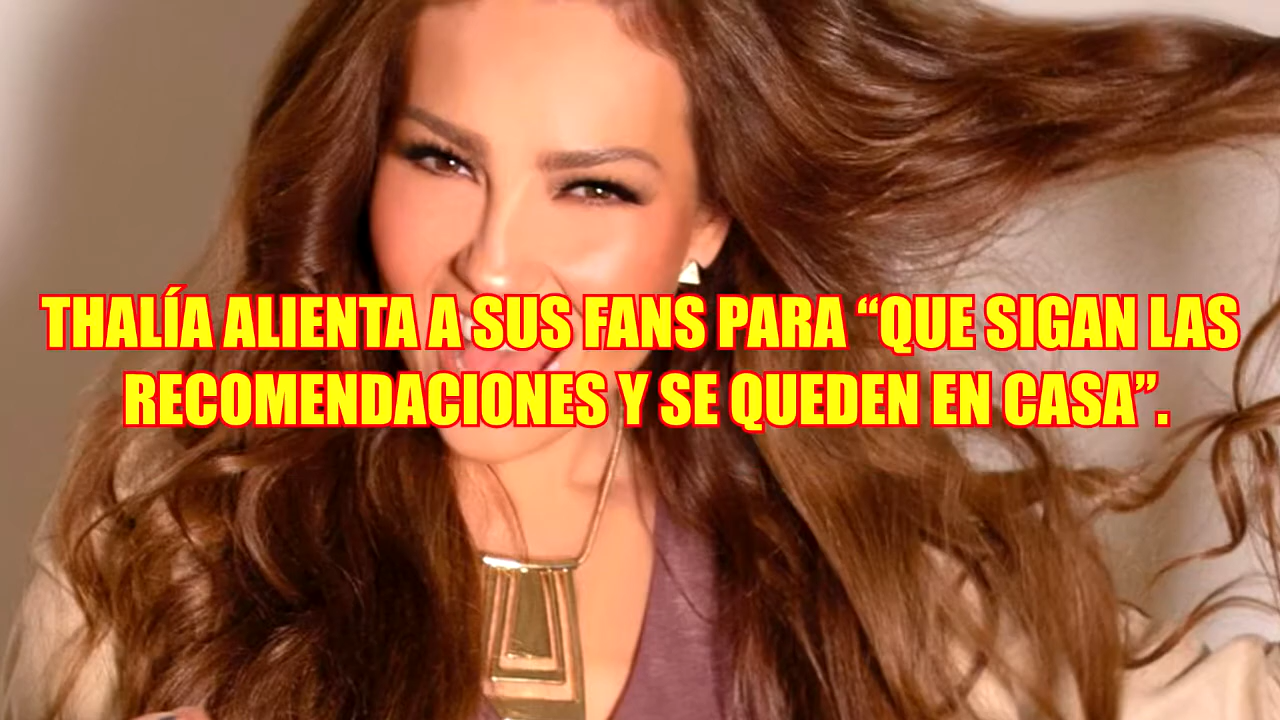 THALÍA ALIENTA A SUS FANS PARA “QUE SIGAN LAS
RECOMENDACIONES Y SE QUEDEN EN CASA”.